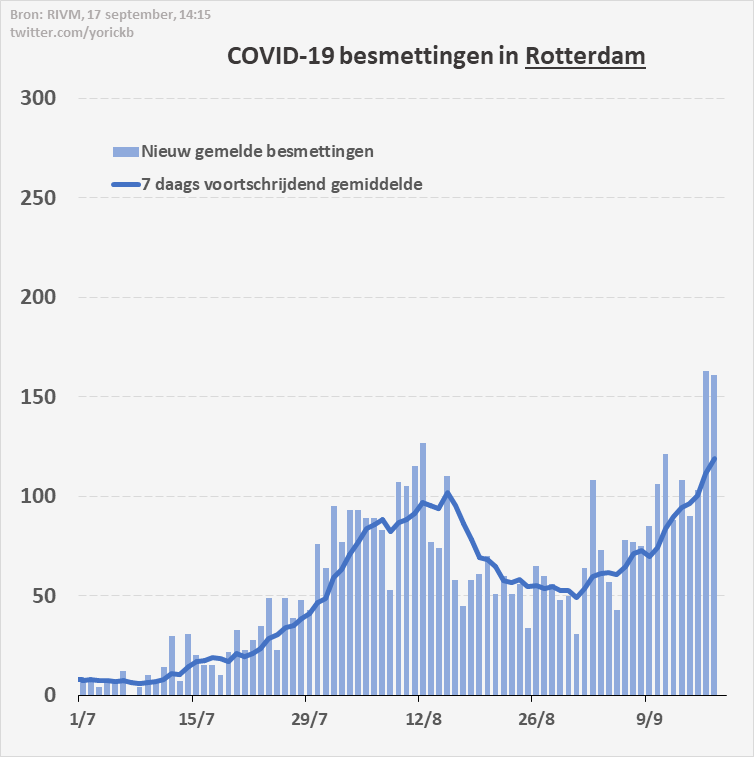 Bron: RIVM, 17 september, 14:15
twitter.com/yorickb
COVID-19 besmettingen in Rotterdam
300
Nieuw gemelde besmettingen
7 daags voortschrijdend gemiddelde
250
200
150
100
50
0
1/7 15/7 29/7 12/8 26/8 9/9